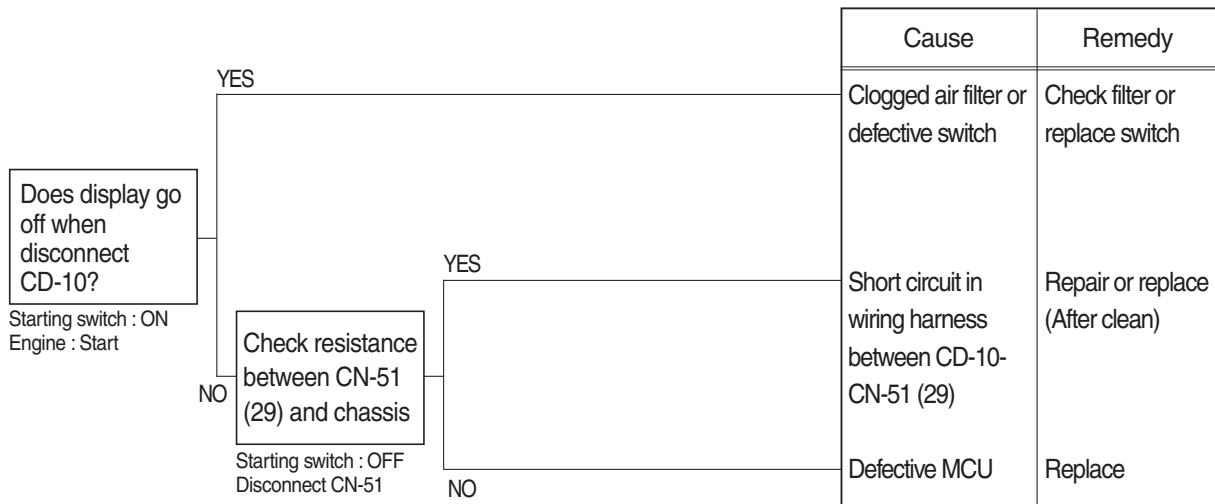 Cause
Remedy
YES
Clogged air filter or
defective switch
Check filter or
replace switch
Does display go
off when
disconnect
CD-10?
Starting switch : ON
Engine : Start
YES
Short circuit in
wiring harness
between CD-10-
CN-51 (29)
Repair or replace
(After clean)
NO
Check resistance
between CN-51
(29) and chassis
Starting switch : OFF
Disconnect CN-51
NO
Defective MCU
Replace